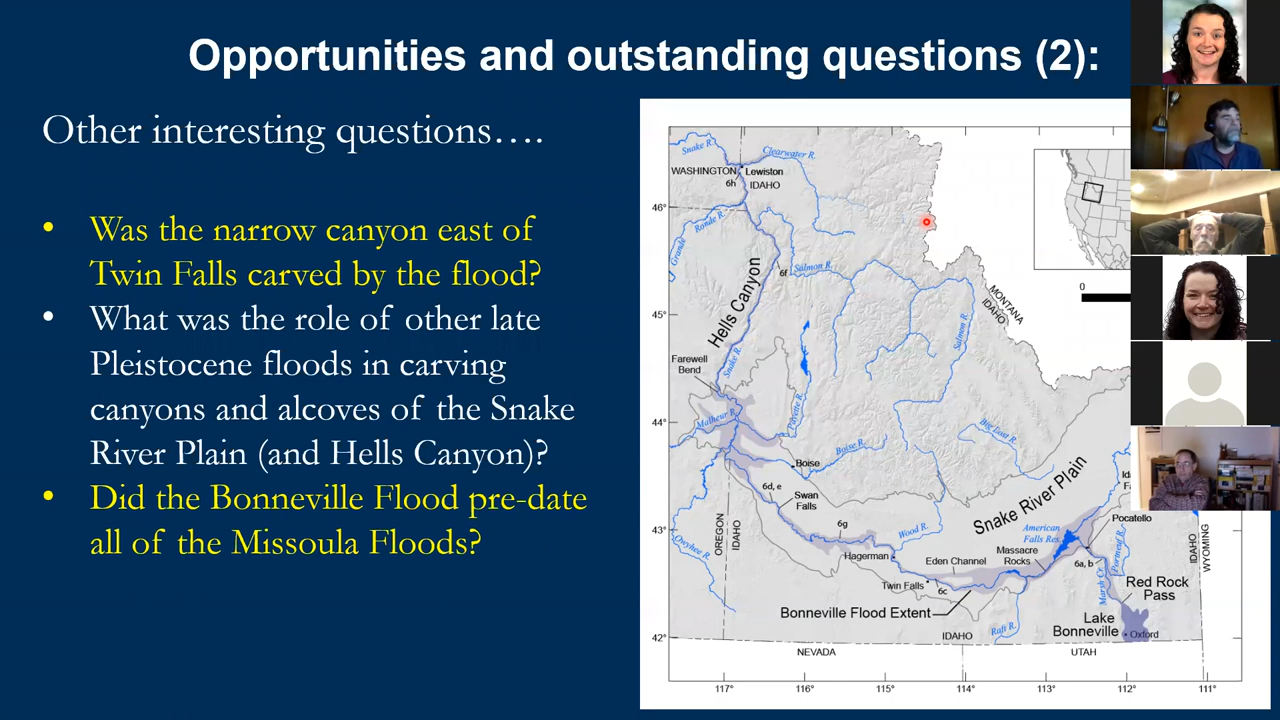 Opportunities and outstanding questions (2):
Other interesting questions….
• Was the narrow canyon east of
Twin Falls carved by the flood?
• What was the role of other late
Pleistocene floods in carving
canyons and alcoves of the Snake
River Plain (and Hells Canyon)?
• Did the Bonneville Flood pre-date
all of the Missoula Floods?
Snake R.
Clearwater R.
WASHINGTON
Lewiston
6h
IDAHO
46°
Grande Ronde R.
6f
Salmon R.
Hells Canyon
0
MONTANA
IDAHO
45°
Salmon R.
Snake R.
Farewell
Bend
44°
Malheur R.
Payette R.
Big Lost R.
Boise R.
Boise
6d, e
Swan
Falls
Snake River Plain
43°
6g
Wood R.
American
Falls Res.
Pocatello
OREGON
IDAHO
Owyhee R.
Hagerman
Eden Channel
Massacre
Rocks
6a, b
Marsh Cr.
Portneuf R.
IDAHO
WYOMING
Twin Falls
6c
Red Rock
Pass
Bonneville Flood Extent
Raft R.
Lake
Bonneville
Oxford
42°
IDAHO
NEVADA
UTAH
117°
116°
115°
114°
113°
112°
111°